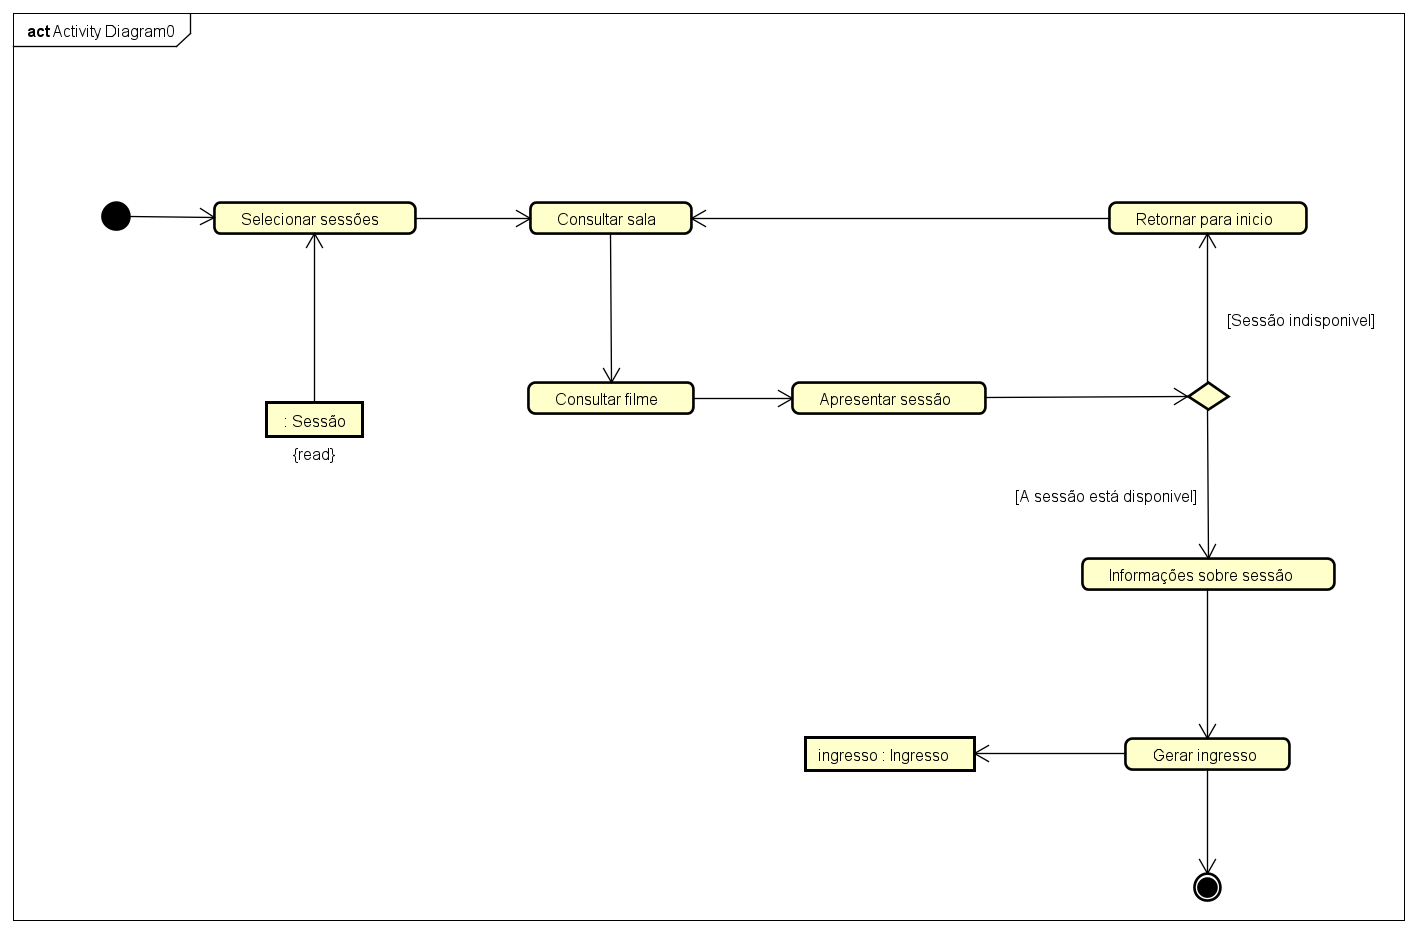 act Activity Diagram0
Selecionar sessões
Consultar sala
Retornar para inicio
[Sessão indisponivel]
Consultar filme
Apresentar sessão
: Sessão
{read}
[A sessão está disponivel]
Informações sobre sessão
ingresso : Ingresso
Gerar ingresso